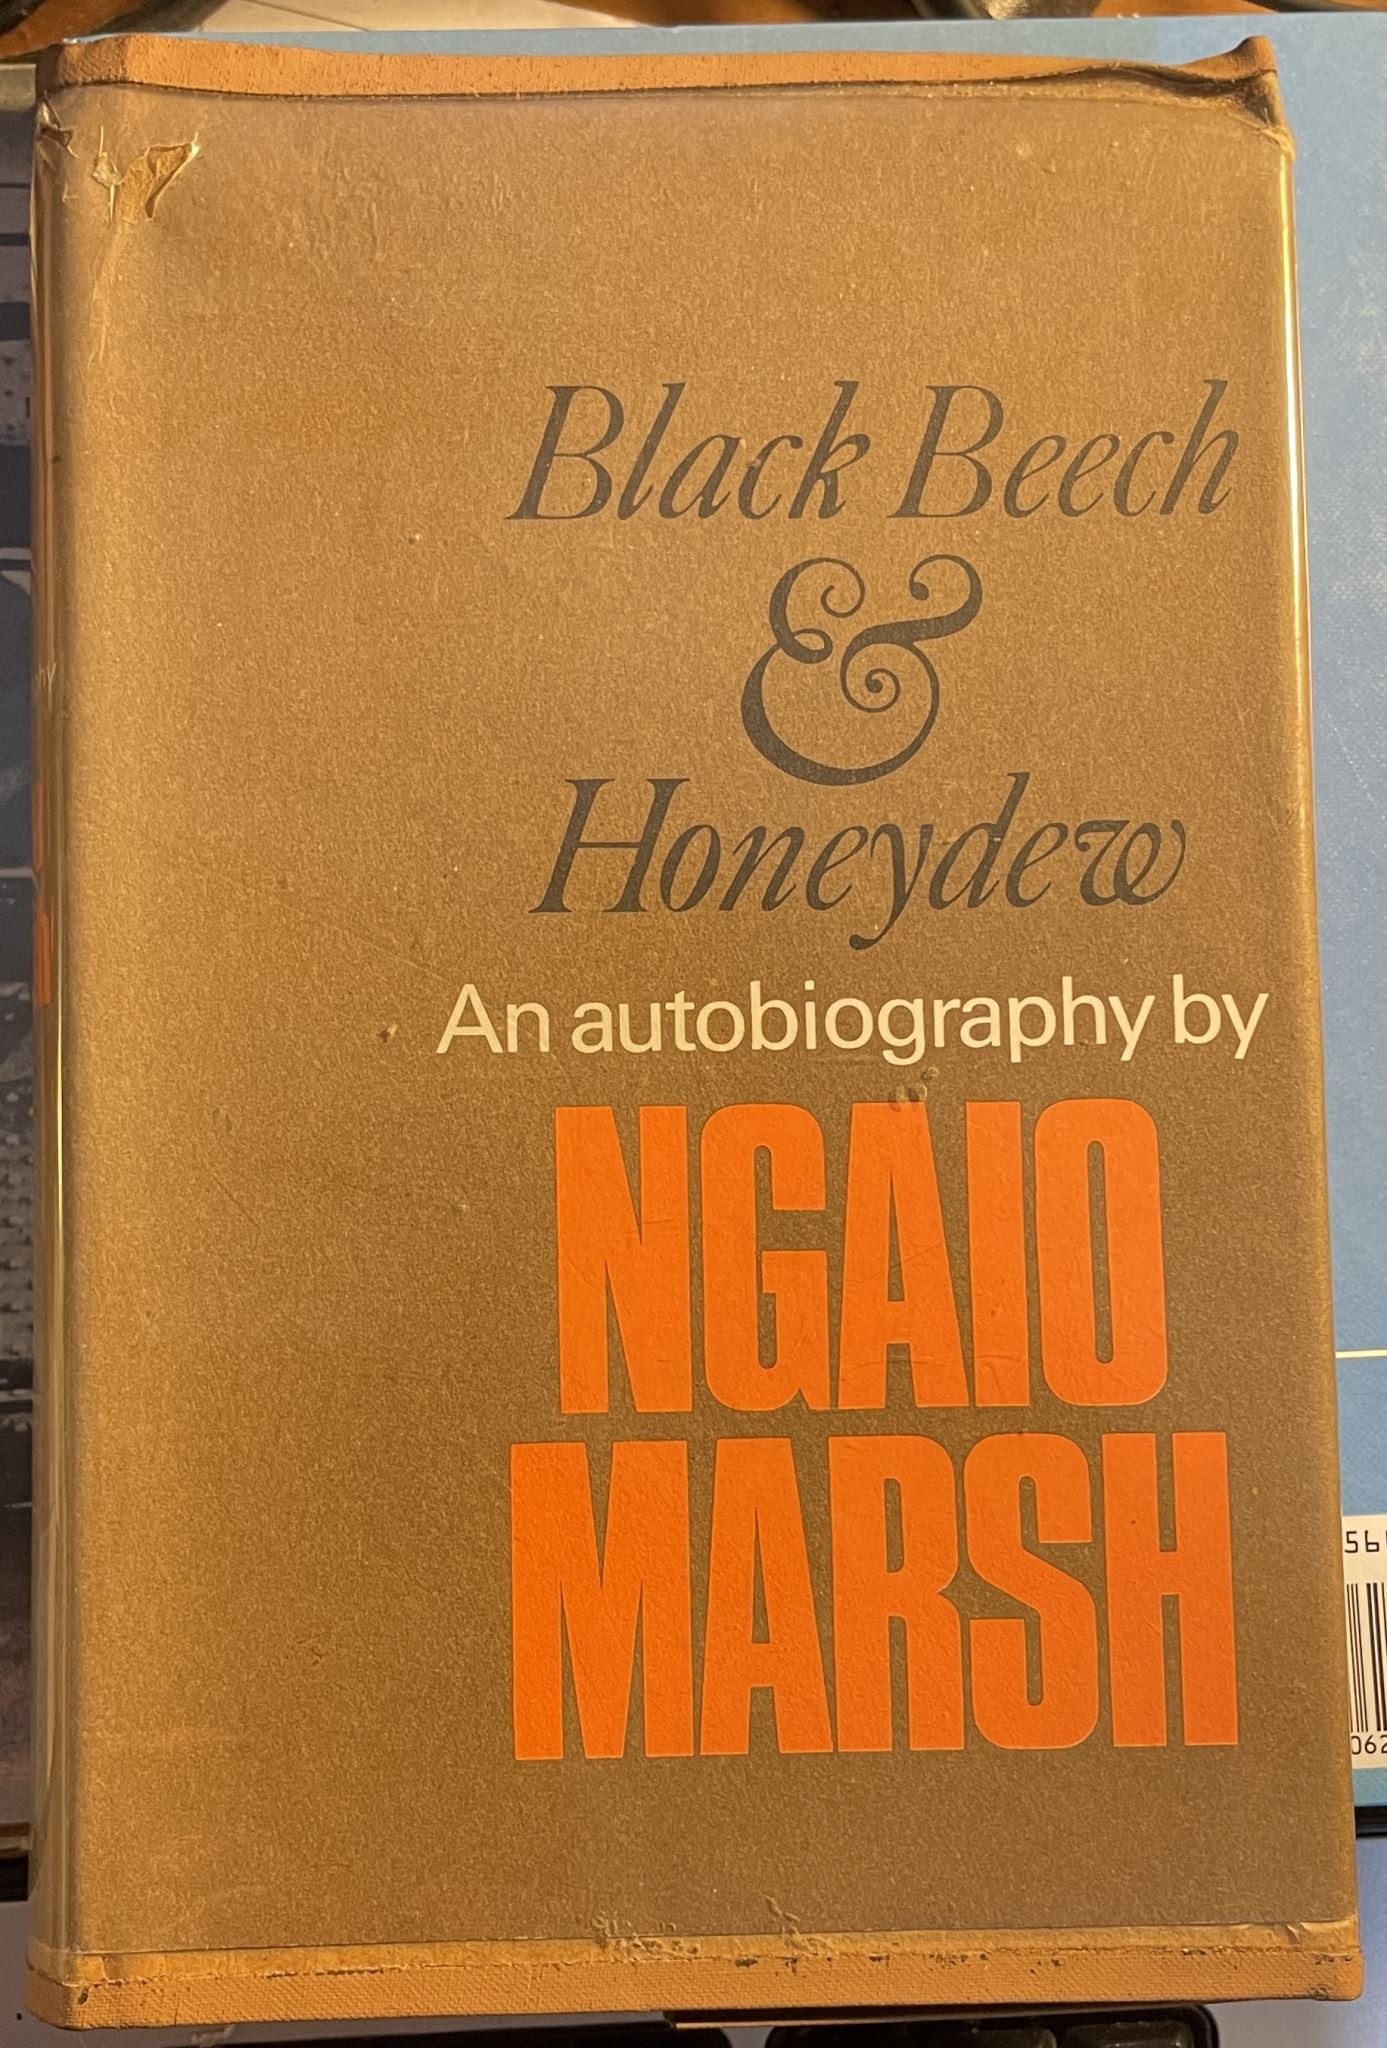 Black Beech
&
Honeydew
An autobiography by
NGAIO
MARSH